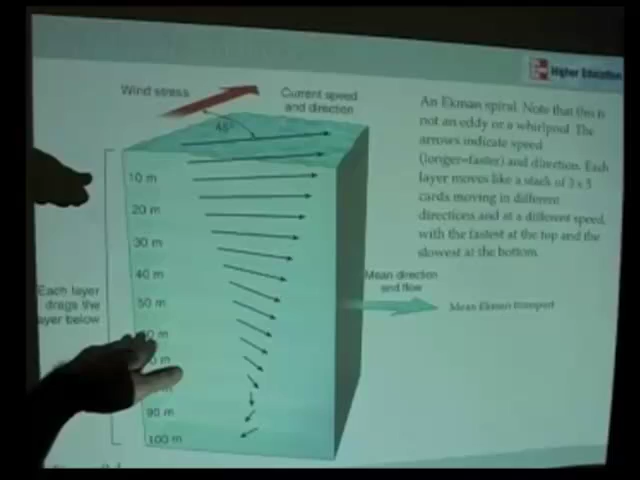 Higher Education
Wind stress
Current speed
and direction
45°
An Ekman spiral. Note that this is
not an eddy or a whirlpool. The
arrows indicate speed
(longer=faster) and direction. Each
layer moves like a stack of 3 x 5
cards moving in different
directions and at a different speed,
with the fastest at the top and the
slowest at the bottom.
10 m
20 m
30 m
40 m
50 m
m
m
m
90 m
100 m
Each layer
drags the
layer below
Mean direction
and flow
Mean Ekman transport